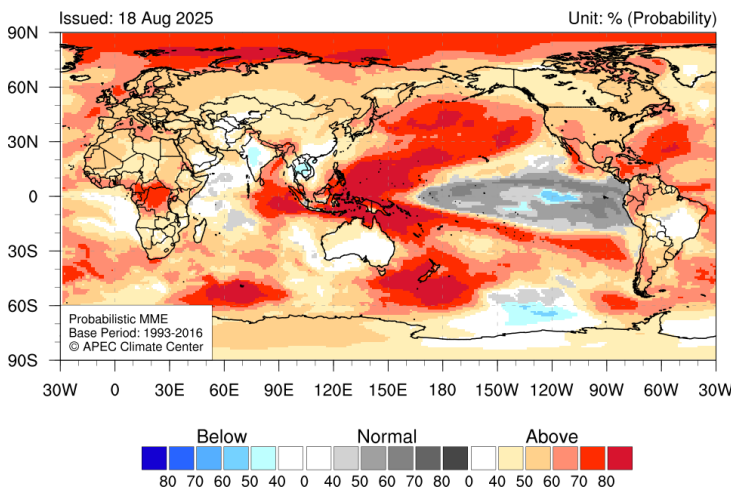 Issued: 18 Aug 2025 Unit: % (Probability)
90N
60N
30N
0
30S
60S
90S
Probabilistic MME
Base Period: 1993-2016
© APEC Climate Center
30W 0 30E 60E 90E 120E 150E 180 150W 120W 90W 60W 30W
Below Normal Above
80 70 60 50 40 0 40 50 60 70 80 0 40 50 60 70 80